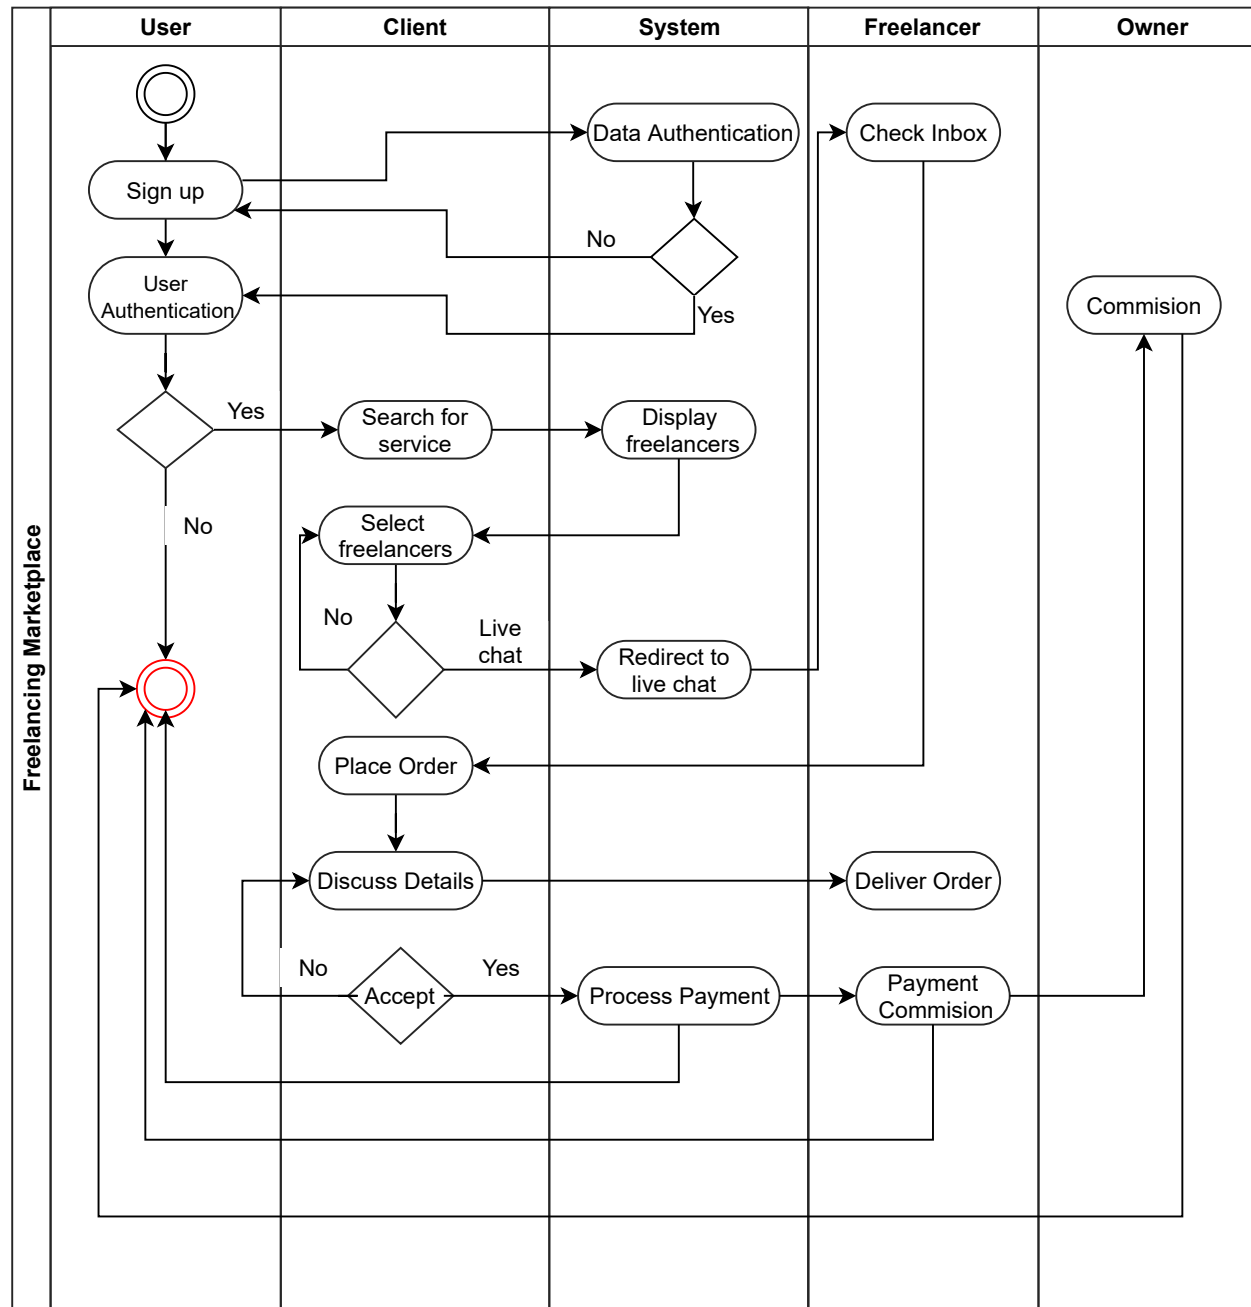 User
Client
System
Freelancer
Owner
Freelancing Marketplace
Data Authentication
Check Inbox
Sign up
No
User
Authentication
Yes
Commision
Yes
Search for
service
Display
freelancers
No
Select
freelancers
No
Live
chat
Redirect to
live chat
Place Order
Discuss Details
Deliver Order
No
Accept
Yes
Process Payment
Payment
Commision